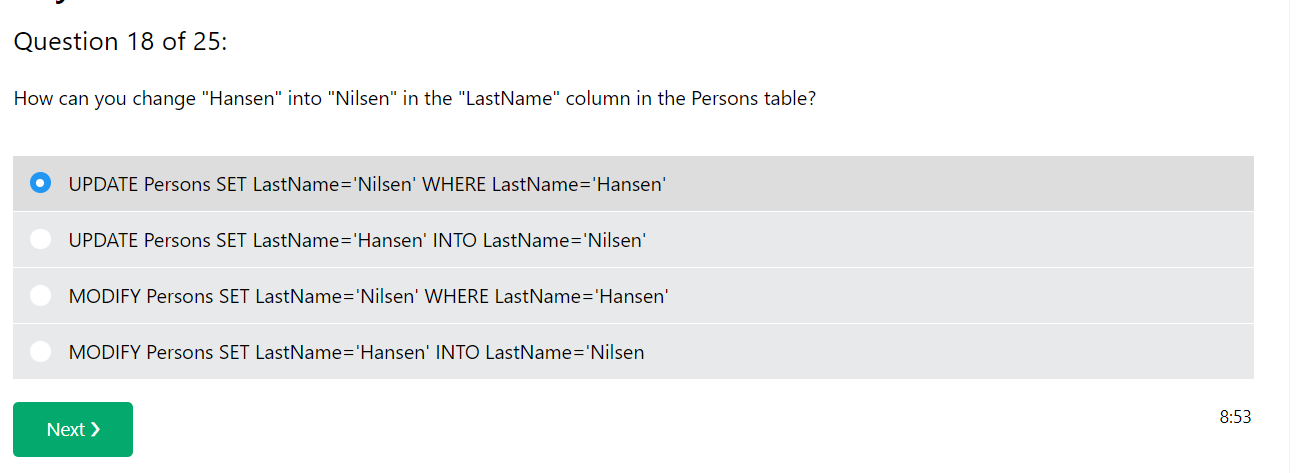 Question 18 of 25:
How can you change "Hansen" into "Nilsen" in the "LastName" column in the Persons table?
UPDATE Persons SET LastName='Nilsen' WHERE LastName='Hansen'
UPDATE Persons SET LastName='Hansen' INTO LastName='Nilsen'
MODIFY Persons SET LastName='Nilsen' WHERE LastName='Hansen'
MODIFY Persons SET LastName='Hansen' INTO LastName='Nilsen
Next ❯
8:53